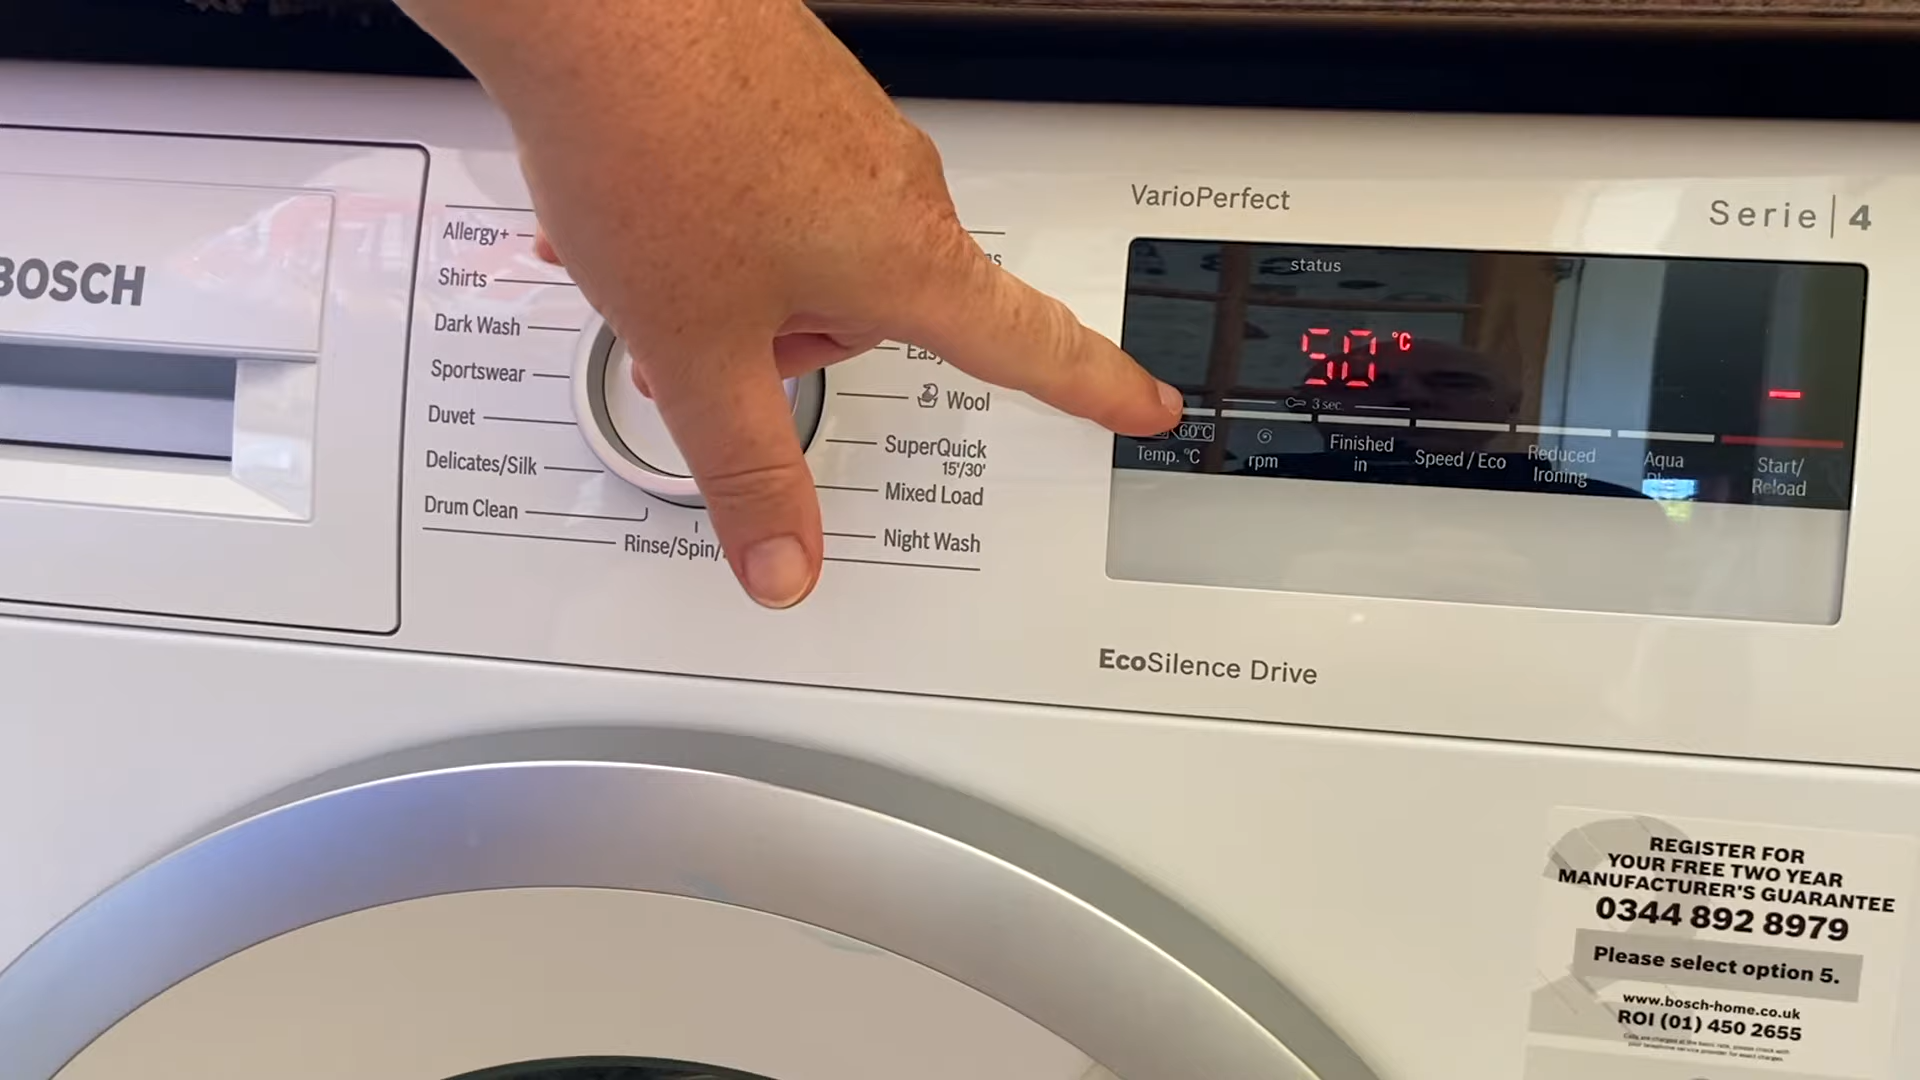 BOSCH
Allergy+
Shirts
Dark Wash
Sportswear
Duvet
Delicates/Silk
Drum Clean
Rinse/Spin/
Wool
SuperQuick
15'/30'
Mixed Load
Night Wash
VarioPerfect
Serie | 4
status
50 °C
3 sec.
60°C
Temp. °C
rpm
Finished
in
Speed / Eco
Reduced
Ironing
Aqua
Start/
Reload
EcoSilence Drive
REGISTER FOR
YOUR FREE TWO YEAR
MANUFACTURER'S GUARANTEE
0344 892 8979
Please select option 5.
www.bosch-home.co.uk
ROI (01) 450 2655